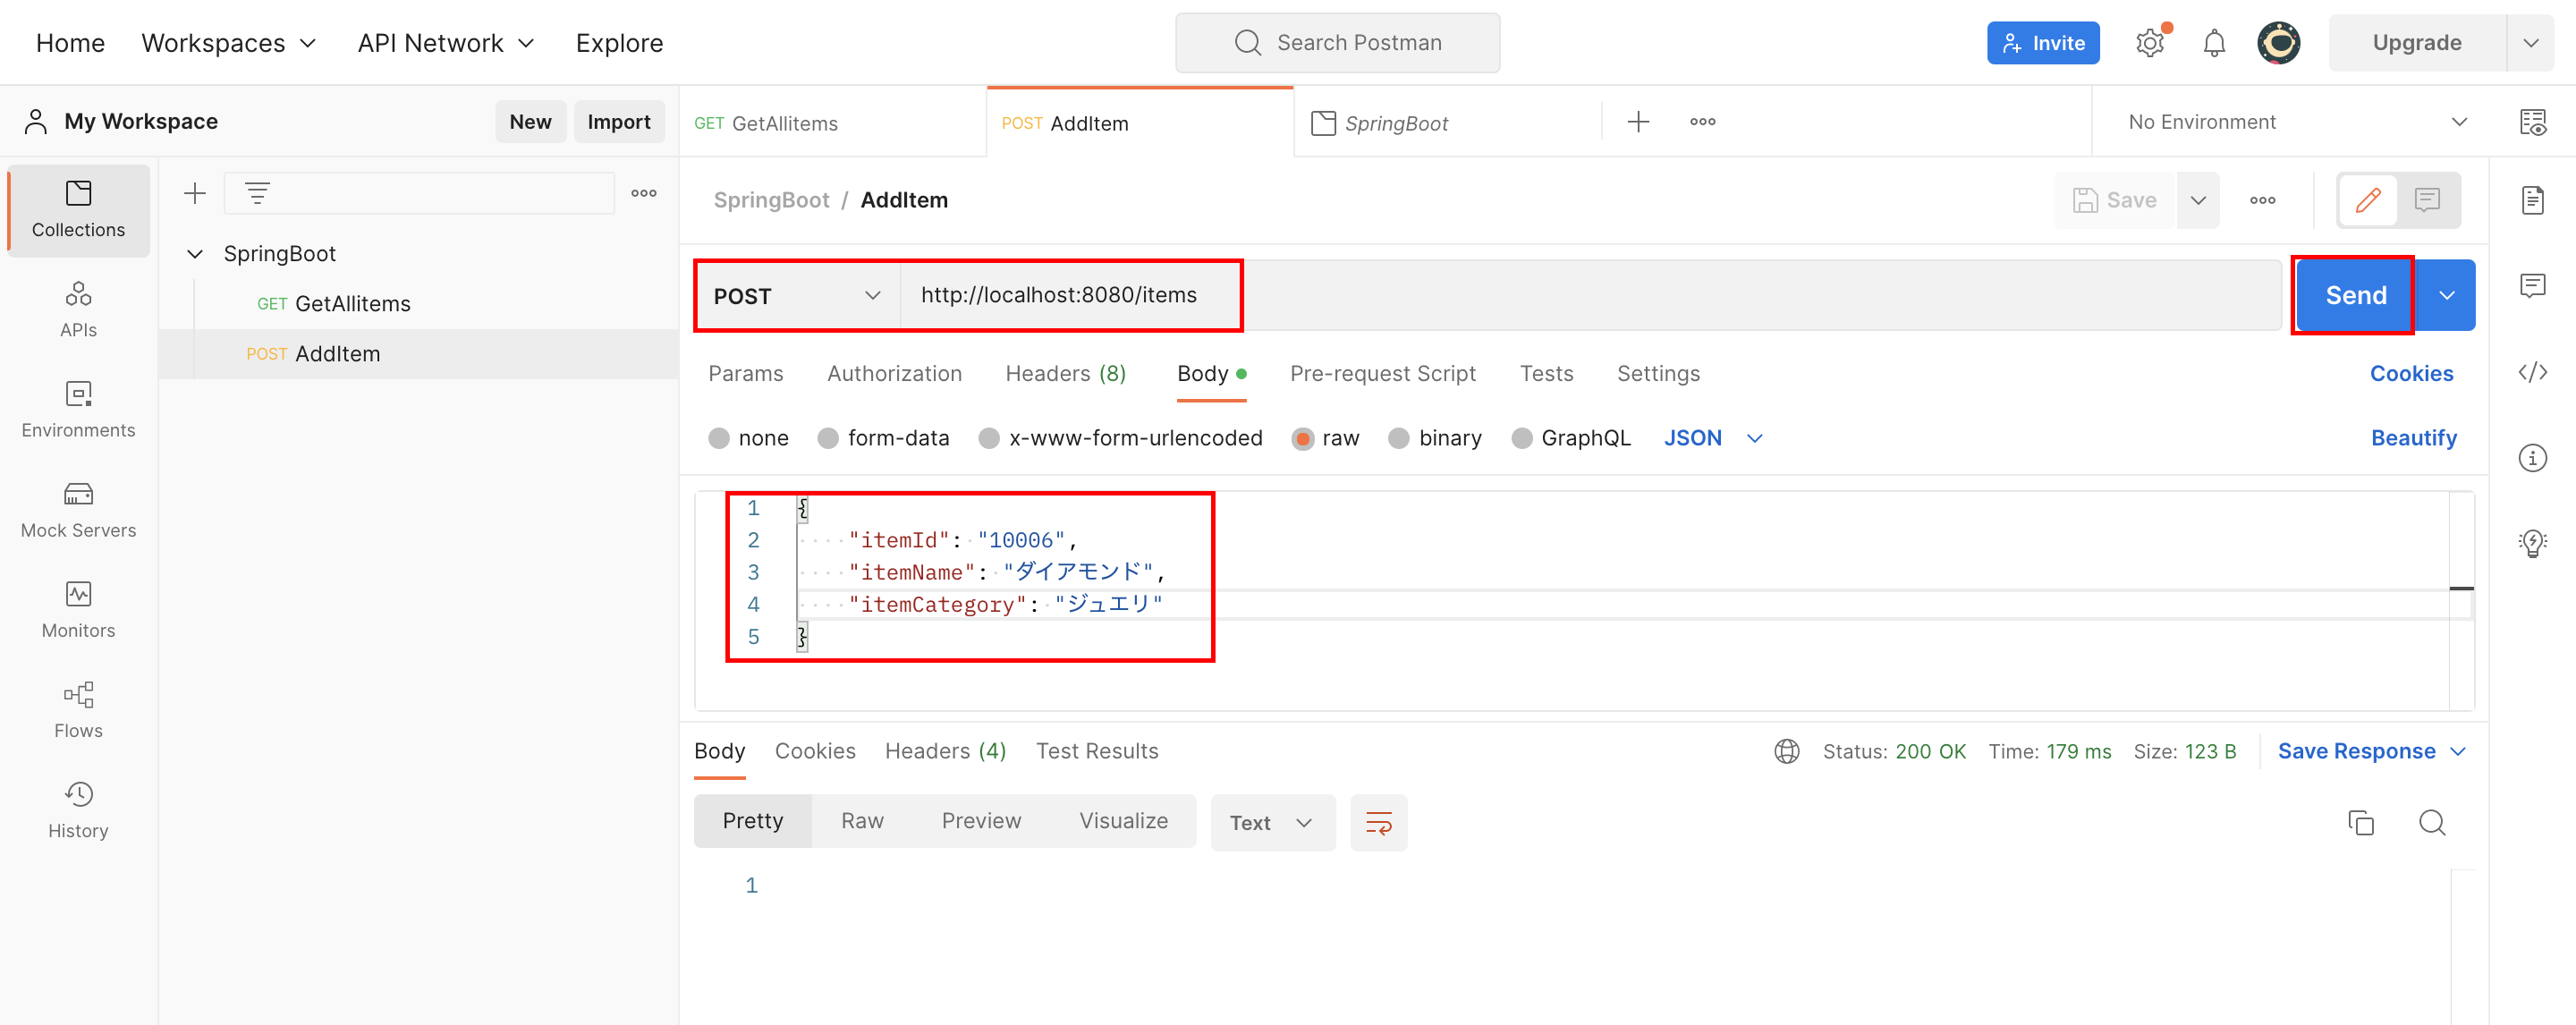 Home Workspaces API Network Explore Search Postman Invite Upgrade
My Workspace New Import GET GetAllitems POST AddItem SpringBoot No Environment
Collections
APIs
Environments
Mock Servers
Monitors
Flows
History
SpringBoot
GET GetAllitems
POST AddItem
SpringBoot / AddItem Save
POST http://localhost:8080/items Send
Params Authorization Headers (8) Body Pre-request Script Tests Settings Cookies
none form-data x-www-form-urlencoded raw binary GraphQL JSON Beautify
1 {
2 "itemId": "10006",
3 "itemName": "ダイアモンド",
4 "itemCategory": "ジュエリ"
5 }
Body Cookies Headers (4) Test Results Status: 200 OK Time: 179 ms Size: 123 B Save Response
Pretty Raw Preview Visualize Text
1